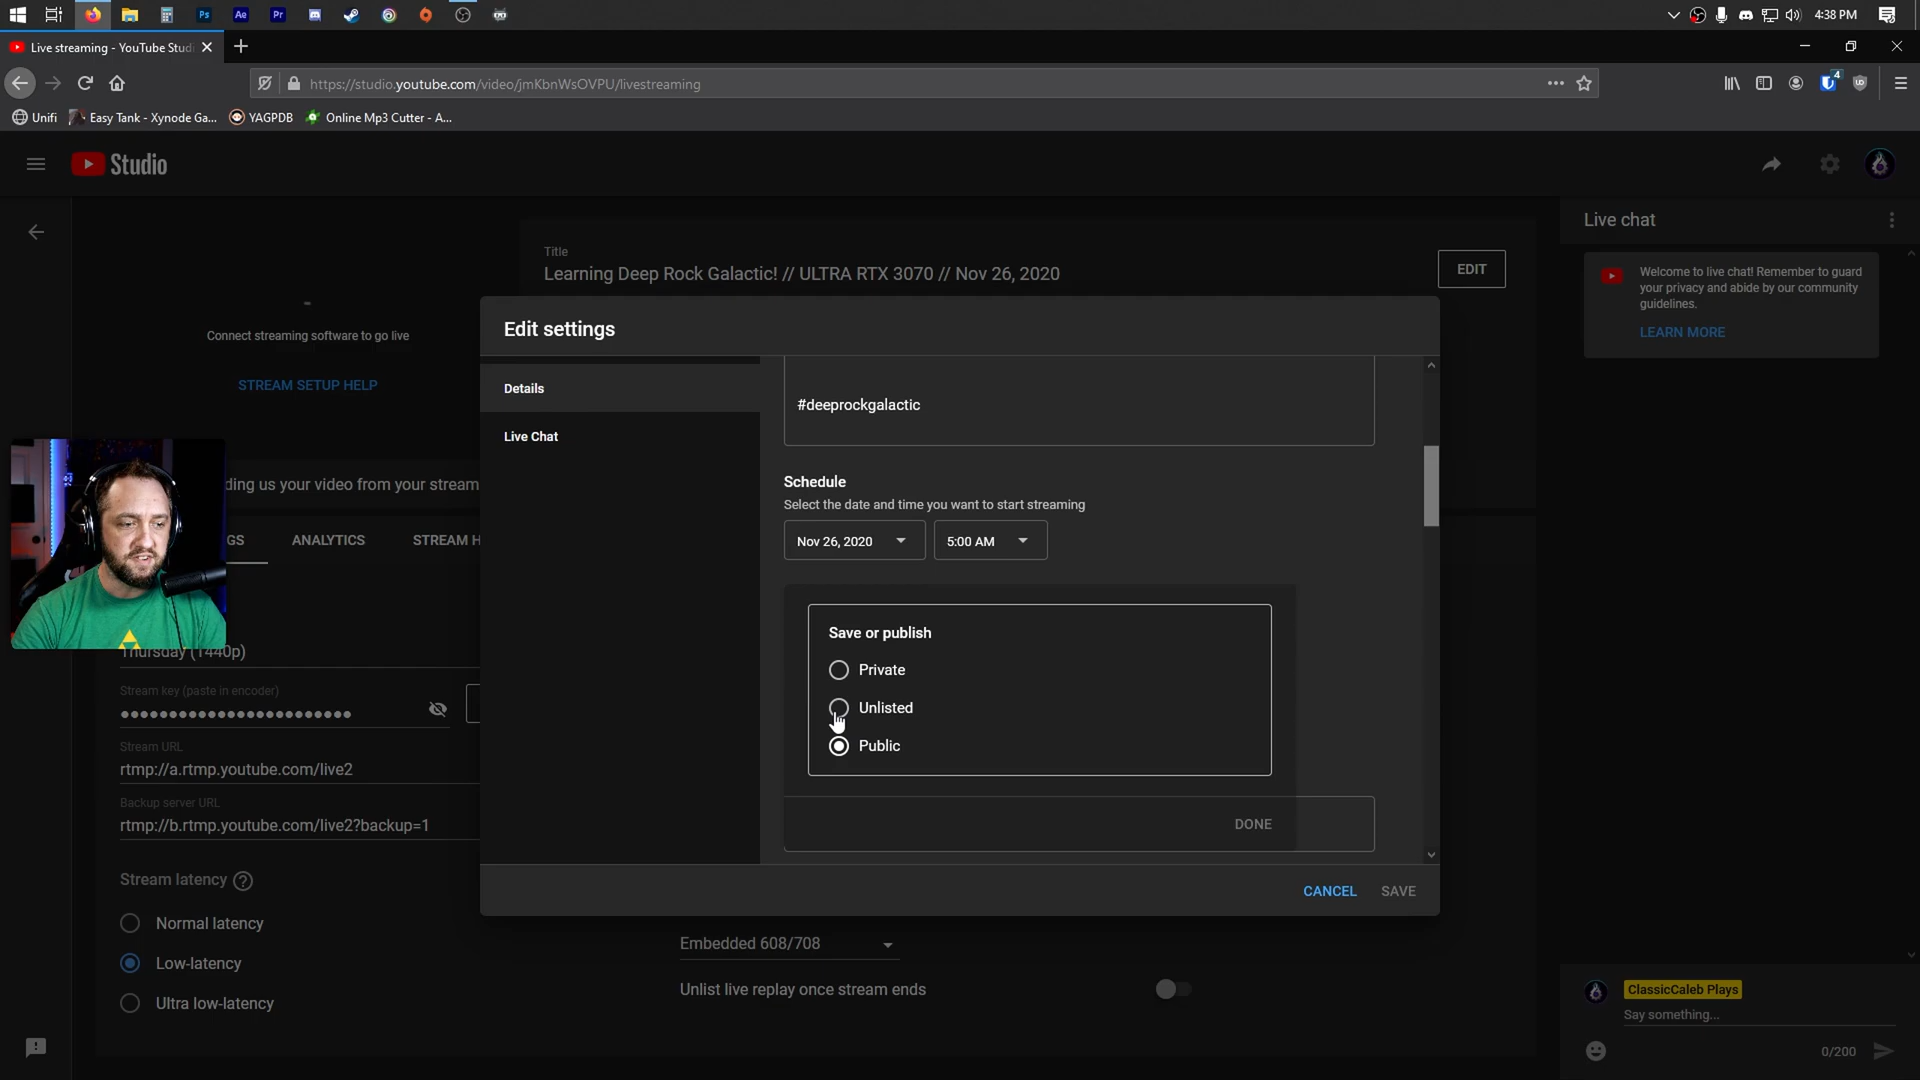 4:38 PM
Live streaming - YouTube Studi
https://studio.youtube.com/video/jmKbnWsOVPU/livestreaming
4
Unifi
Easy Tank - Xynode Ga...
YAGPDB
Online Mp3 Cutter - A...
Studio
Live chat
Title
Learning Deep Rock Galactic! // ULTRA RTX 3070 // Nov 26, 2020
EDIT
Welcome to live chat! Remember to guard
your privacy and abide by our community
guidelines.
LEARN MORE
Connect streaming software to go live
STREAM SETUP HELP
Edit settings
Details
Live Chat
#deeprockgalactic
Schedule
Select the date and time you want to start streaming
Nov 26, 2020
5:00 AM
Save or publish
Private
Unlisted
Public
DONE
CANCEL
SAVE
ding us your video from your stream
GS
ANALYTICS
STREAM H
Thursday (1440p)
Stream key (paste in encoder)
Stream URL
rtmp://a.rtmp.youtube.com/live2
Backup server URL
rtmp://b.rtmp.youtube.com/live2?backup=1
Stream latency
Normal latency
Low-latency
Ultra low-latency
Embedded 608/708
Unlist live replay once stream ends
ClassicCaleb Plays
Say something...
0/200